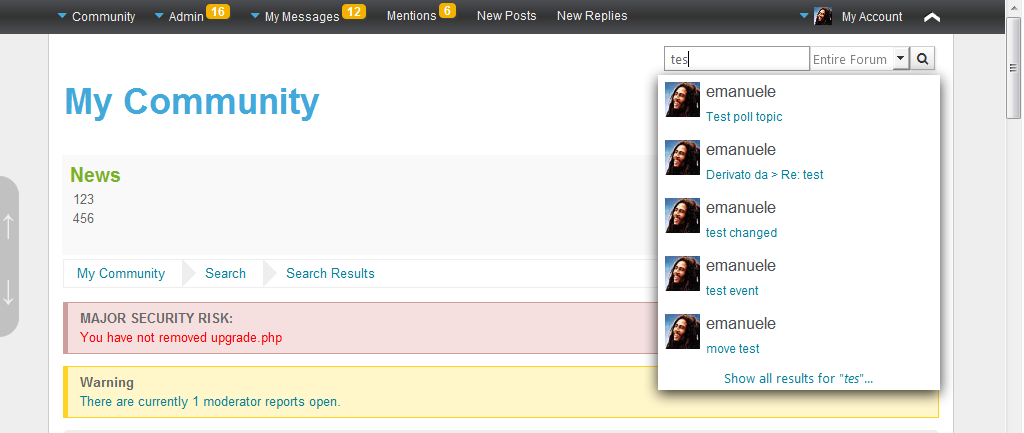 Community Admin 16 My Messages 12 Mentions 6 New Posts New Replies My Account
tes Entire Forum
My Community
emanuele
Test poll topic
emanuele
Derivato da > Re: test
emanuele
test changed
emanuele
test event
emanuele
move test
Show all results for "tes"...
News
123
456
My Community Search Search Results
MAJOR SECURITY RISK:
You have not removed upgrade.php
Warning
There are currently 1 moderator reports open.